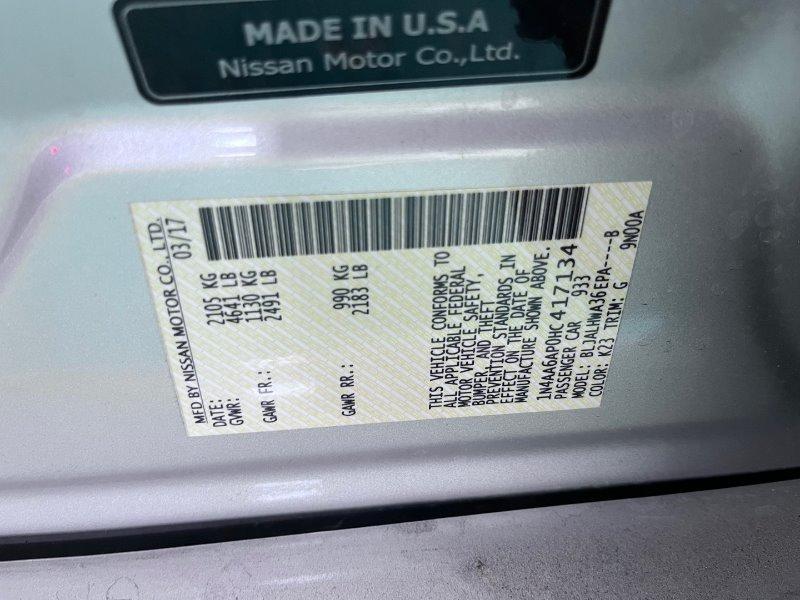 MADE IN U.S.A
Nissan Motor Co.,Ltd.
MFD BY NISSAN MOTOR CO., LTD.
DATE: 03/17
GVWR: 2105 KG
4641 LB
GAWR FR.: 1130 KG
2491 LB
GAWR RR.: 990 KG
2183 LB
THIS VEHICLE CONFORMS TO
ALL APPLICABLE FEDERAL
MOTOR VEHICLE SAFETY,
BUMPER, AND THEFT
PREVENTION STANDARDS IN
EFFECT ON THE DATE OF
MANUFACTURE SHOWN ABOVE.
1N4AA6AP0HC417134
PASSENGER CAR 933
MODEL: BLJALHWA36EPA----B
COLOR: K23 TRIM: G 9N00A